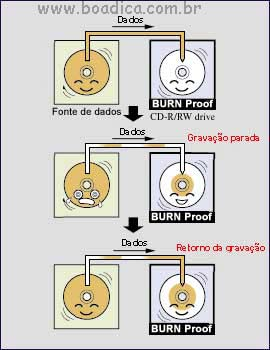 www.boadica.com.br
Dados
BURN Proof
Fonte de dados
CD-R/RW drive
Dados
Gravação parada
BURN Proof
Dados
Retorno da gravação
BURN Proof